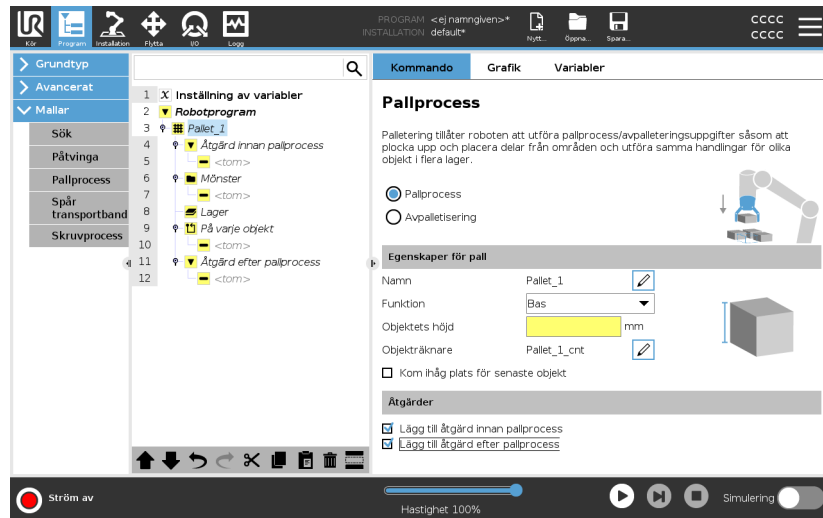 UR
Kör
Program
Installation
Flytta
I/O
Logg
PROGRAM <ej namngiven>*
INSTALLATION default*
Nytt...
Öppna...
Spara...
cccc
cccc
Grundtyp
Avancerat
Mallar
Sök
Påtvinga
Pallprocess
Spår
transportband
Skruvprocess
1 X Inställning av variabler
2 Robotprogram
3 Pallet_1
4 Åtgärd innan pallprocess
5 <tom>
6 Mönster
7 <tom>
8 Lager
9 På varje objekt
10 <tom>
11 Åtgärd efter pallprocess
12 <tom>
Kommando Grafik Variabler
Pallprocess
Palletering tillåter roboten att utföra pallprocess/avpalleteringsuppgifter såsom att
plocka upp och placera delar från områden och utföra samma handlingar för olika
objekt i flera lager.
Pallprocess
Avpalletisering
Egenskaper för pall
Namn Pallet_1
Funktion Bas
Objektets höjd mm
Objekträknare Pallet_1_cnt
Kom ihåg plats för senaste objekt
Åtgärder
Lägg till åtgärd innan pallprocess
Lägg till åtgärd efter pallprocess
Ström av
Hastighet 100%
Simulering